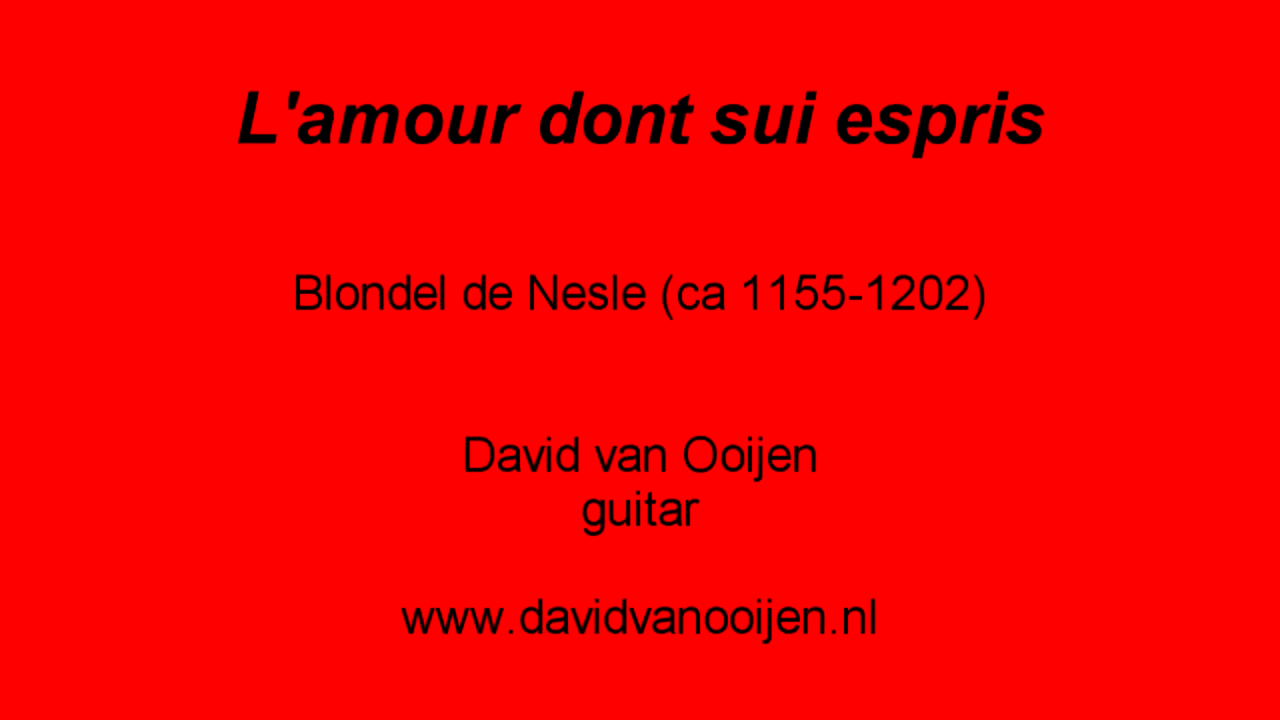 L'amour dont sui espris
Blondel de Nesle (ca 1155-1202)
David van Ooijen
guitar
www.davidvanooijen.nl